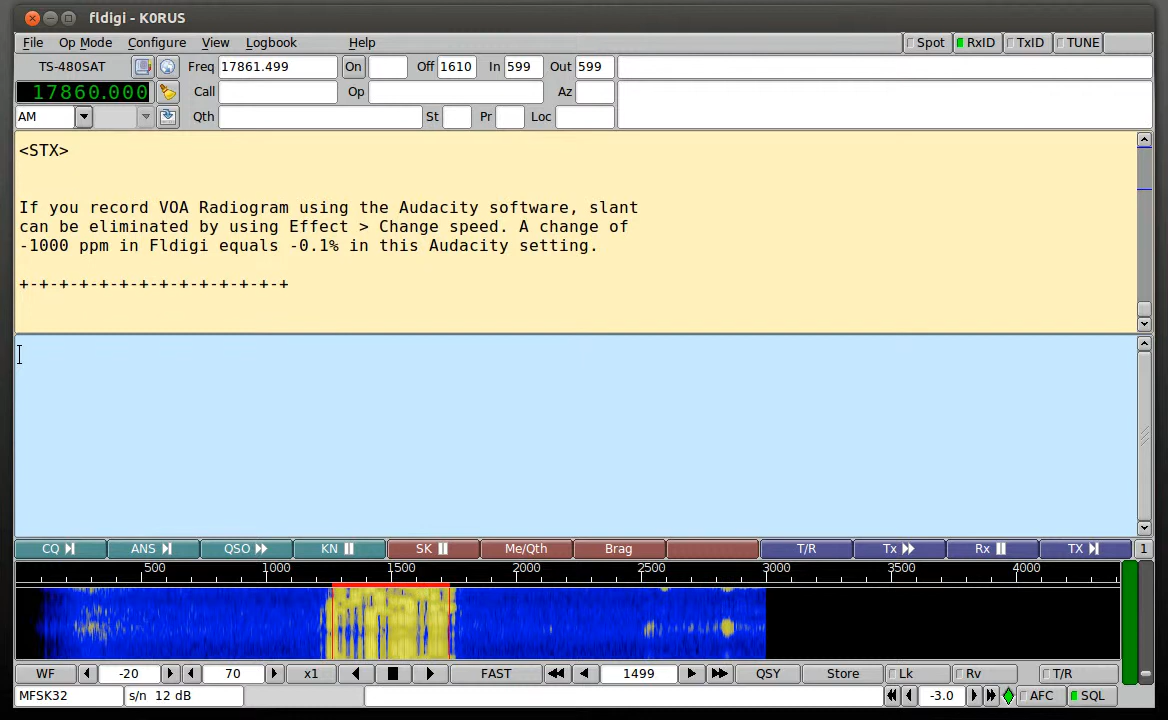 fldigi - K0RUS
File Op Mode Configure View Logbook Help Spot RxID TxID TUNE
TS-480SAT Freq 17861.499 On Off 1610 In 599 Out 599
17860.000 Call Op Az
AM Qth St Pr Loc
<STX>
If you record VOA Radiogram using the Audacity software, slant
can be eliminated by using Effect > Change speed. A change of
-1000 ppm in Fldigi equals -0.1% in this Audacity setting.
+-+-+-+-+-+-+-+-+-+-+-+-+-+
CQ ANS QSO KN SK Me/Qth Brag T/R Tx Rx TX 1
500 1000 1500 2000 2500 3000 3500 4000
WF -20 70 x1 FAST 1499 QSY Store Lk Rv T/R
MFSK32 s/n 12 dB -3.0 AFC SQL